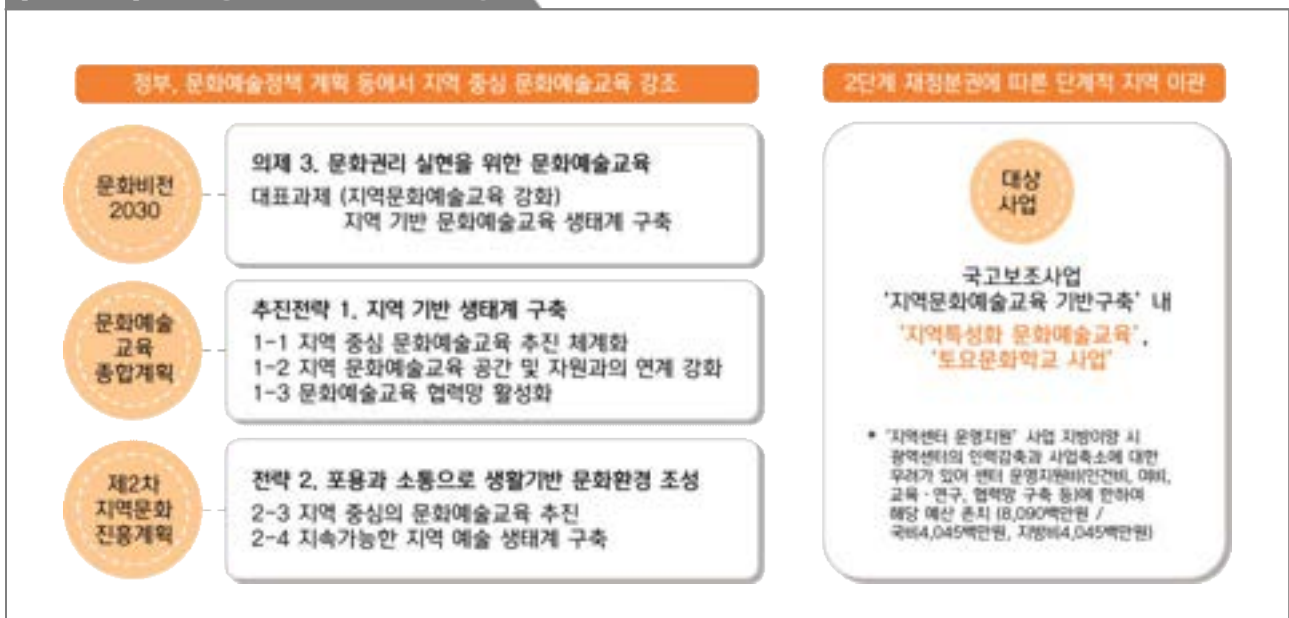 정부, 문화예술정책 계획 등에서 지역 중심 문화예술교육 강조
문화비전
2030
의제 3. 문화권리 실현을 위한 문화예술교육
대표과제 (지역문화예술교육 강화)
지역 기반 문화예술교육 생태계 구축
문화예술
교육
종합계획
추진전략 1. 지역 기반 생태계 구축
1-1 지역 중심 문화예술교육 추진 체계화
1-2 지역 문화예술교육 공간 및 자원과의 연계 강화
1-3 문화예술교육 협력망 활성화
제2차
지역문화
진흥계획
전략 2. 포용과 소통으로 생활기반 문화환경 조성
2-3 지역 중심의 문화예술교육 추진
2-4 지속가능한 지역 예술 생태계 구축
2단계 재정분권에 따른 단계적 지역 이관
대상
사업
국고보조사업
'지역문화예술교육 기반구축' 내
'지역특성화 문화예술교육',
'토요문화학교 사업'
* '지역센터 운영지원' 사업 지방이양 시
광역센터의 인력감축과 사업축소에 대한
우려가 있어 센터 운영지원비(인건비, 여비,
교육·연구, 협력망 구축 등)에 한하여
해당 예산 존치 (8,090백만원 /
국비4,045백만원, 지방비4,045백만원)